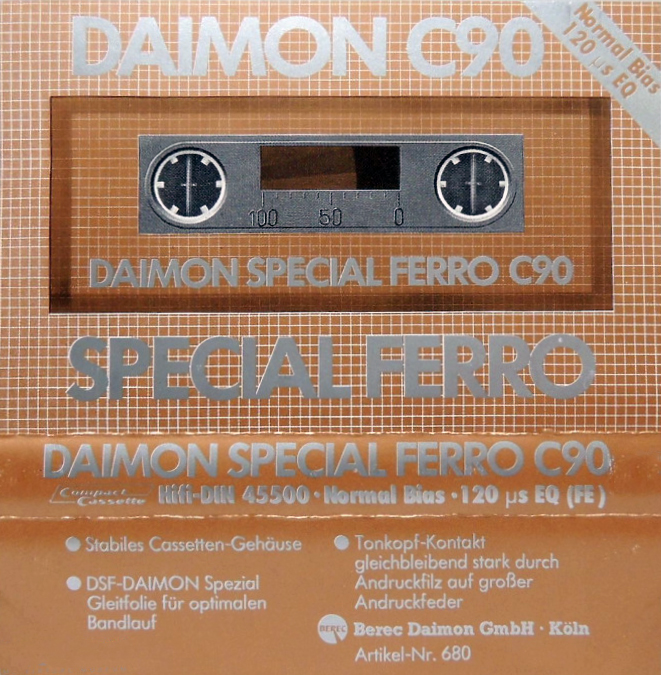 DAIMON C90
Normal Bias
120 µs EQ
100 50 0
DAIMON SPECIAL FERRO C90
SPECIAL FERRO
DAIMON SPECIAL FERRO C90
Compact Cassette
Hifi-DIN 45500 · Normal Bias · 120 µs EQ (FE)
● Stabiles Cassetten-Gehäuse
● DSF-DAIMON Spezial
Gleitfolie für optimalen
Bandlauf
● Tonkopf-Kontakt
gleichbleibend stark durch
Andruckfilz auf großer
Andruckfeder
BEREC Berec Daimon GmbH · Köln
Artikel-Nr. 680